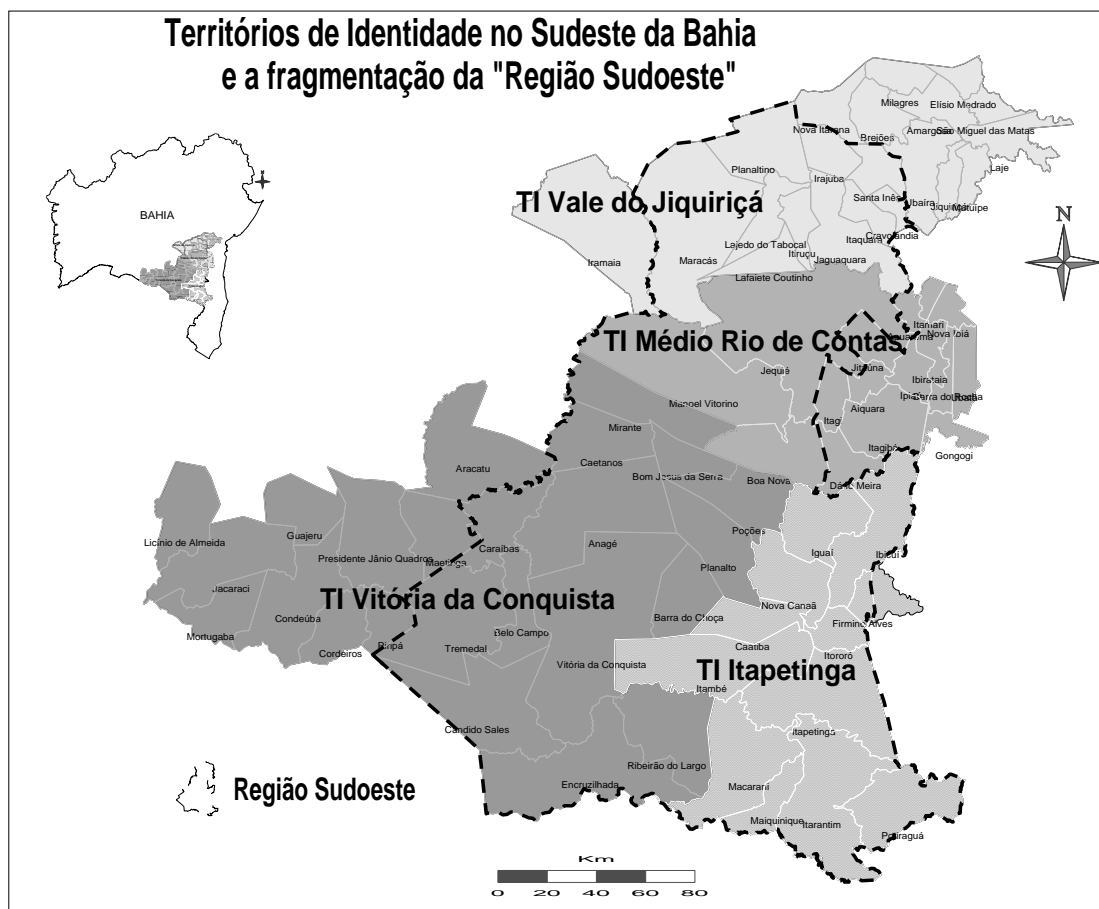 Territórios de Identidade no Sudeste da Bahia
e a fragmentação da "Região Sudoeste"
BAHIA
N
TI Vale do Jiquiriçá
Milagres
Elísio Medrado
Nova Itarana
Brejões
Amargosa
São Miguel das Matas
Planaltino
Irajuba
Laje
Santa Inês
Ubaíra
Jiquiriçá
Mutuípe
Cravolândia
Lajedo do Tabocal
Itaquara
Itiruçu
Jaguaquara
Iramaia
Maracás
Lafaiete Coutinho
TI Médio Rio de Contas
Itamari
Nova Ibiá
Jitaúna
Jequié
Ibirataia
Manoel Vitorino
Barra do Rocha
Aiquara
Itagi
Mirante
Itagibá
Gongogi
Caetanos
Aracatu
Bom Jesus da Serra
Boa Nova
Dário Meira
Poções
Guajeru
Licínio de Almeida
Anagé
Caraíbas
Iguaí
Ibicuí
Presidente Jânio Quadros
Maetinga
Planalto
Jacaraci
TI Vitória da Conquista
Nova Canaã
Condeúba
Barra do Choça
Firmino Alves
Mortugaba
Belo Campo
Piripá
Tremedal
Caatiba
Cordeiros
Itororó
Vitória da Conquista
TI Itapetinga
Itambé
Candido Sales
Itapetinga
Ribeirão do Largo
Encruzilhada
Macarani
Região Sudoeste
Maiquinique
Itarantim
Potiraguá
Km
0 20 40 60 80